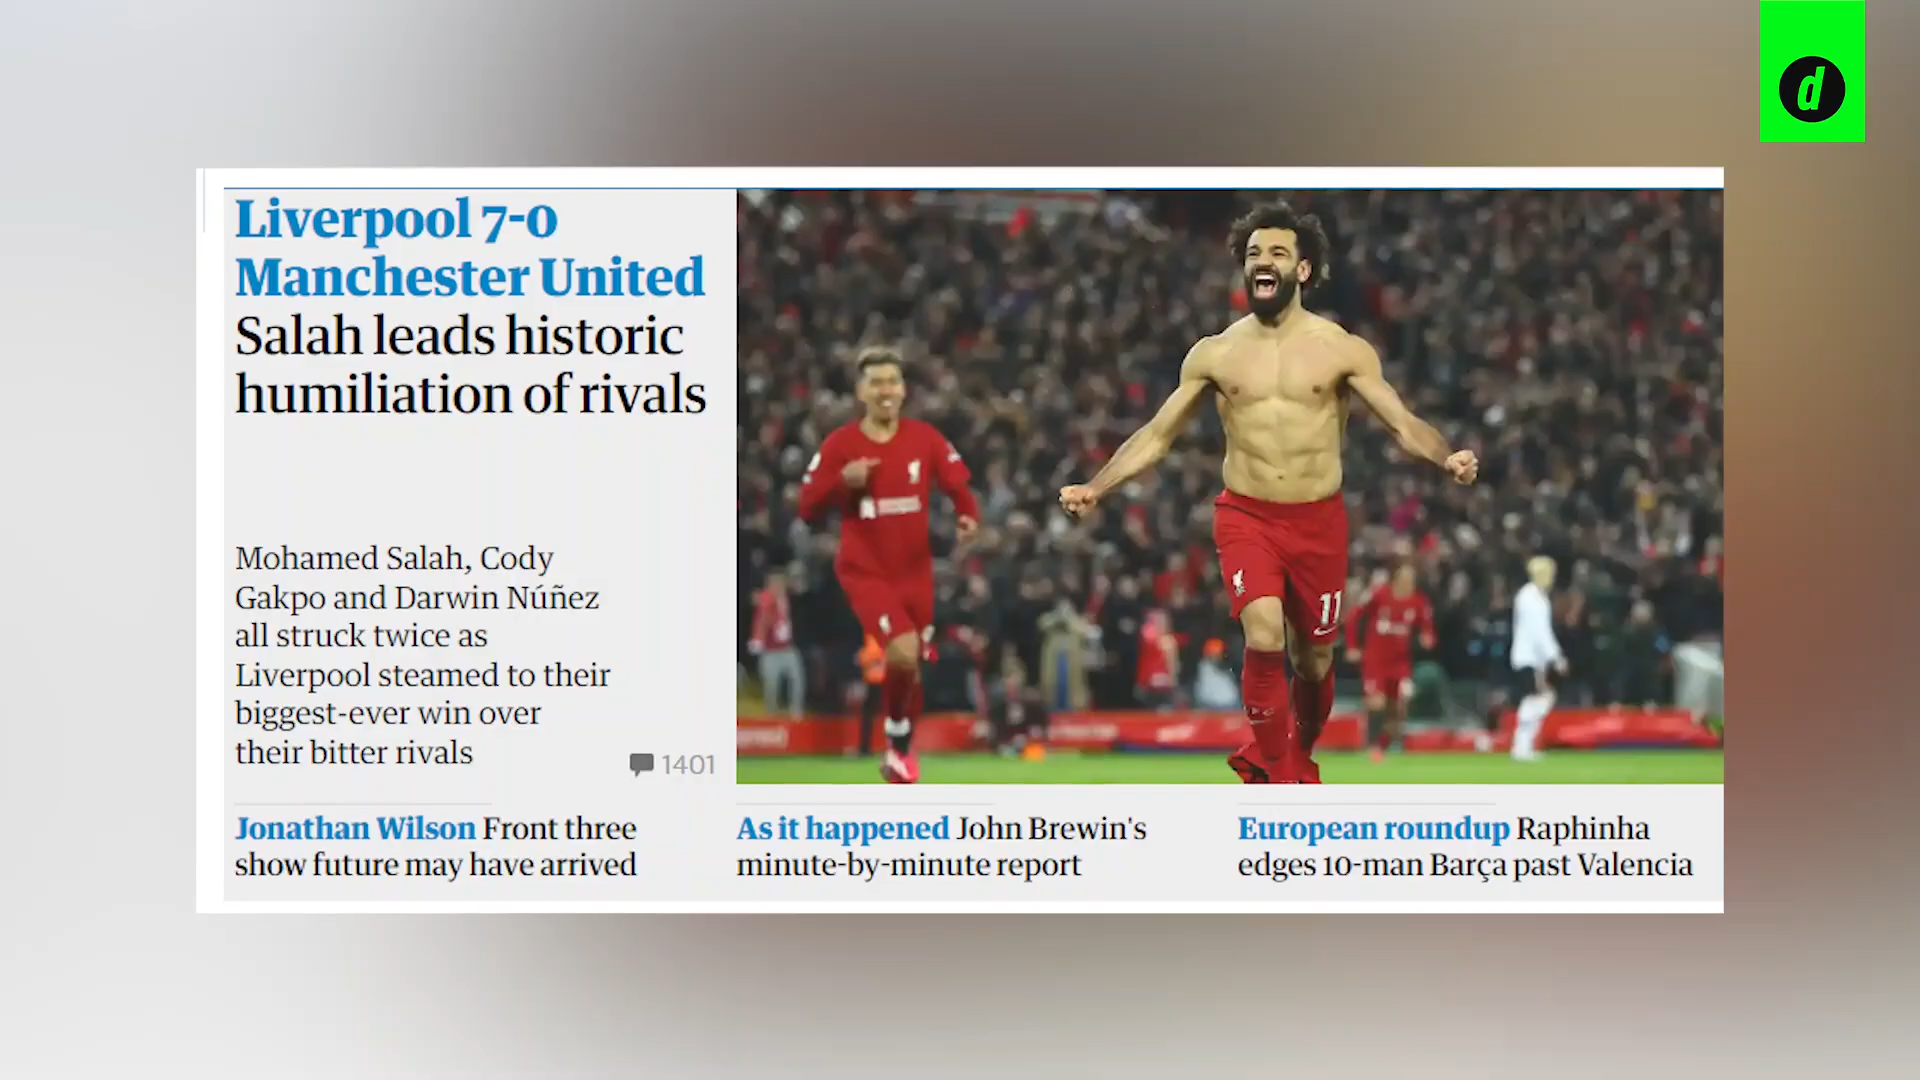 d
Liverpool 7-0
Manchester United
Salah leads historic
humiliation of rivals
Mohamed Salah, Cody
Gakpo and Darwin Núñez
all struck twice as
Liverpool steamed to their
biggest-ever win over
their bitter rivals
1401
11
Jonathan Wilson Front three
show future may have arrived
As it happened John Brewin's
minute-by-minute report
European roundup Raphinha
edges 10-man Barça past Valencia